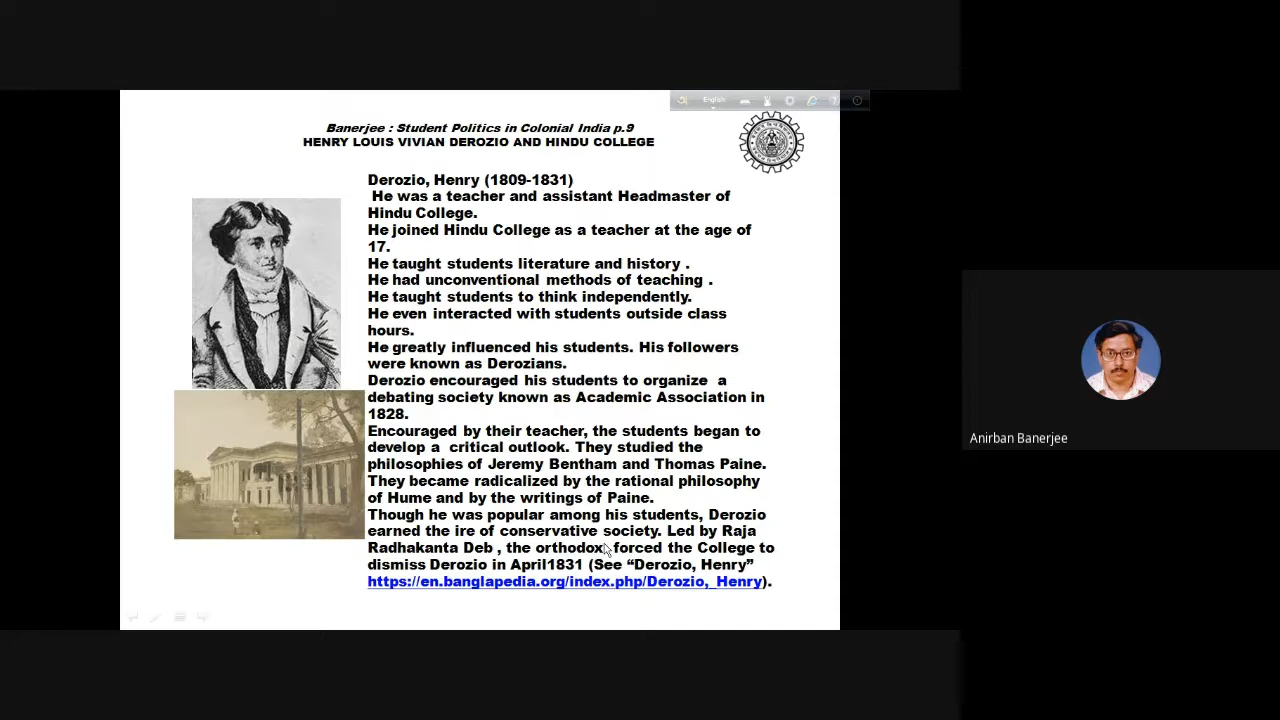 English
Banerjee : Student Politics in Colonial India p.9
HENRY LOUIS VIVIAN DEROZIO AND HINDU COLLEGE
Derozio, Henry (1809-1831)
He was a teacher and assistant Headmaster of
Hindu College.
He joined Hindu College as a teacher at the age of
17.
He taught students literature and history .
He had unconventional methods of teaching .
He taught students to think independently.
He even interacted with students outside class
hours.
He greatly influenced his students. His followers
were known as Derozians.
Derozio encouraged his students to organize a
debating society known as Academic Association in
1828.
Encouraged by their teacher, the students began to
develop a critical outlook. They studied the
philosophies of Jeremy Bentham and Thomas Paine.
They became radicalized by the rational philosophy
of Hume and by the writings of Paine.
Though he was popular among his students, Derozio
earned the ire of conservative society. Led by Raja
Radhakanta Deb , the orthodox forced the College to
dismiss Derozio in April1831 (See “Derozio, Henry”
https://en.banglapedia.org/index.php/Derozio,_Henry).
Anirban Banerjee